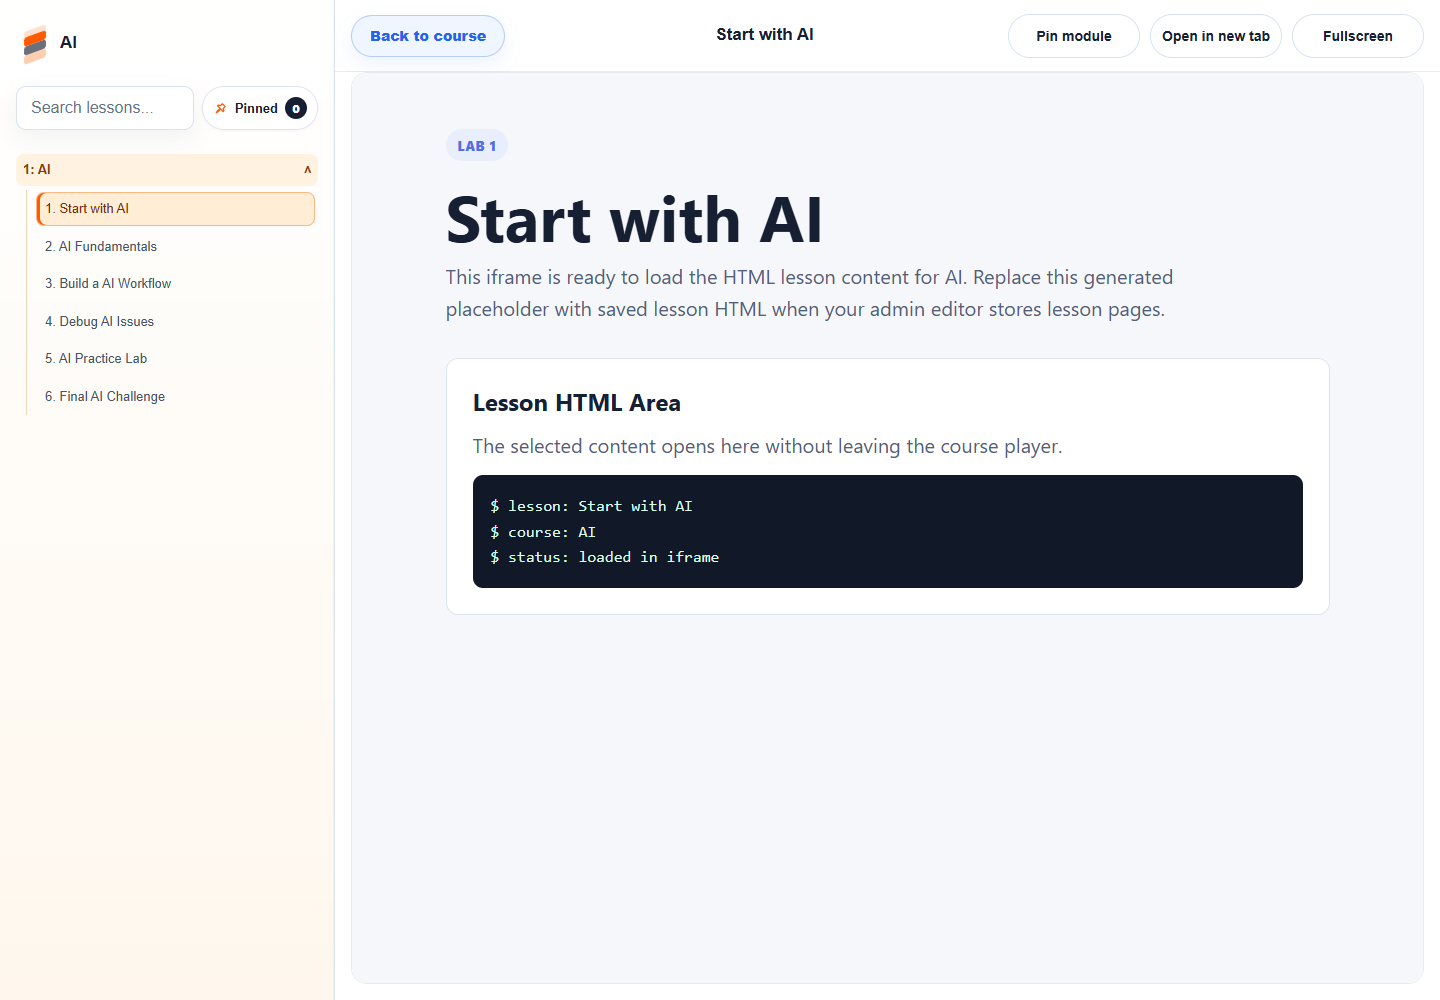 AI
Search lessons...
Pinned 0
1: AI
1. Start with AI
2. AI Fundamentals
3. Build a AI Workflow
4. Debug AI Issues
5. AI Practice Lab
6. Final AI Challenge
Back to course
Start with AI
Pin module
Open in new tab
Fullscreen
LAB 1
Start with AI
This iframe is ready to load the HTML lesson content for AI. Replace this generated
placeholder with saved lesson HTML when your admin editor stores lesson pages.
Lesson HTML Area
The selected content opens here without leaving the course player.
$ lesson: Start with AI
$ course: AI
$ status: loaded in iframe